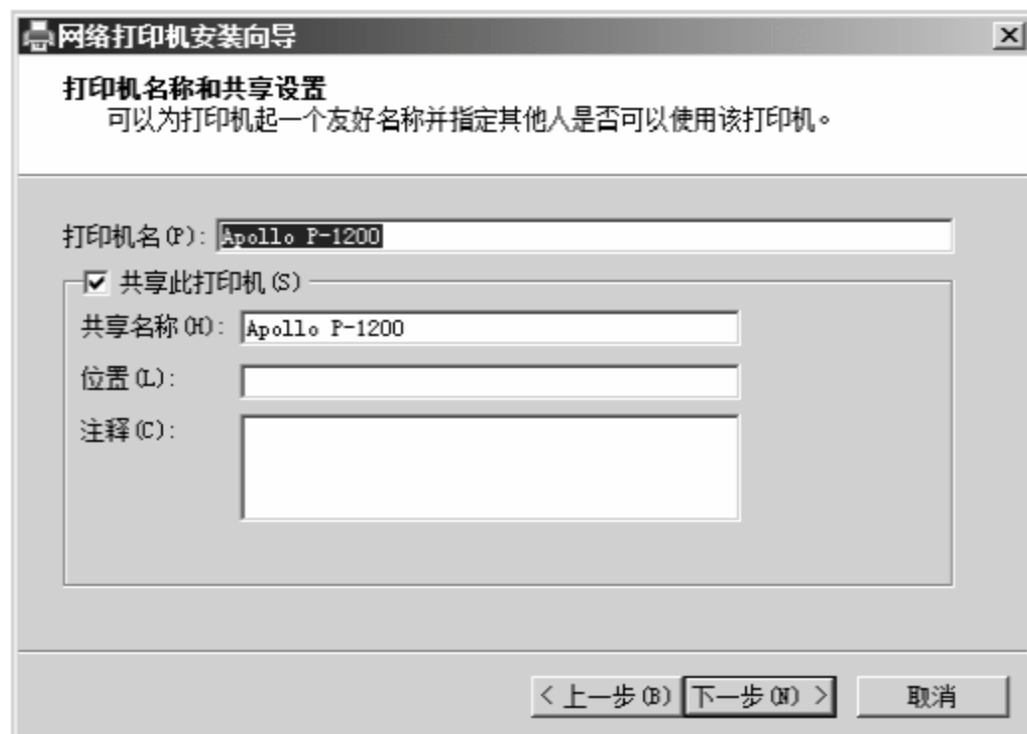 网络打印机安装向导
打印机名称和共享设置
可以为打印机起一个友好名称并指定其他人是否可以使用该打印机。
打印机名(P): Apollo P-1200
共享此打印机(S)
共享名称(H): Apollo P-1200
位置(L):
注释(C):
< 上一步(B) 下一步(N) > 取消